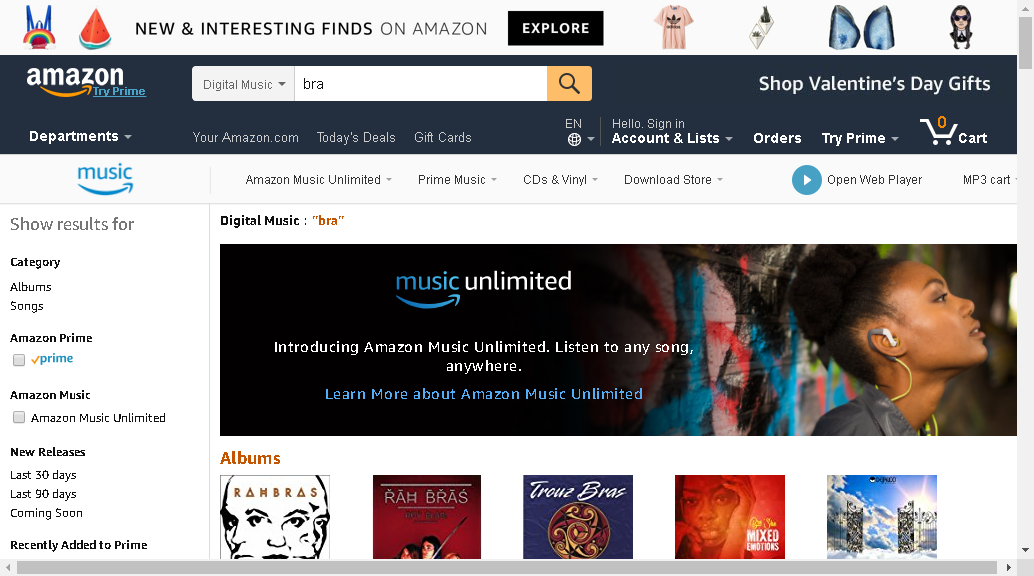 NEW & INTERESTING FINDS ON AMAZON
EXPLORE
amazon
Try Prime
Digital Music
bra
Shop Valentine's Day Gifts
Departments
Your Amazon.com
Today's Deals
Gift Cards
EN
Hello. Sign in
Account & Lists
Orders
Try Prime
0
Cart
music
Amazon Music Unlimited
Prime Music
CDs & Vinyl
Download Store
Open Web Player
MP3 cart
Show results for
Category
Albums
Songs
Amazon Prime
prime
Amazon Music
Amazon Music Unlimited
New Releases
Last 30 days
Last 90 days
Coming Soon
Recently Added to Prime
Digital Music : "bra"
music unlimited
Introducing Amazon Music Unlimited. Listen to any song,
anywhere.
Learn More about Amazon Music Unlimited
Albums
RAHBRAS
ŘÄH BŘÄŚ
Trouz Bras
MIXED
EMOTIONS